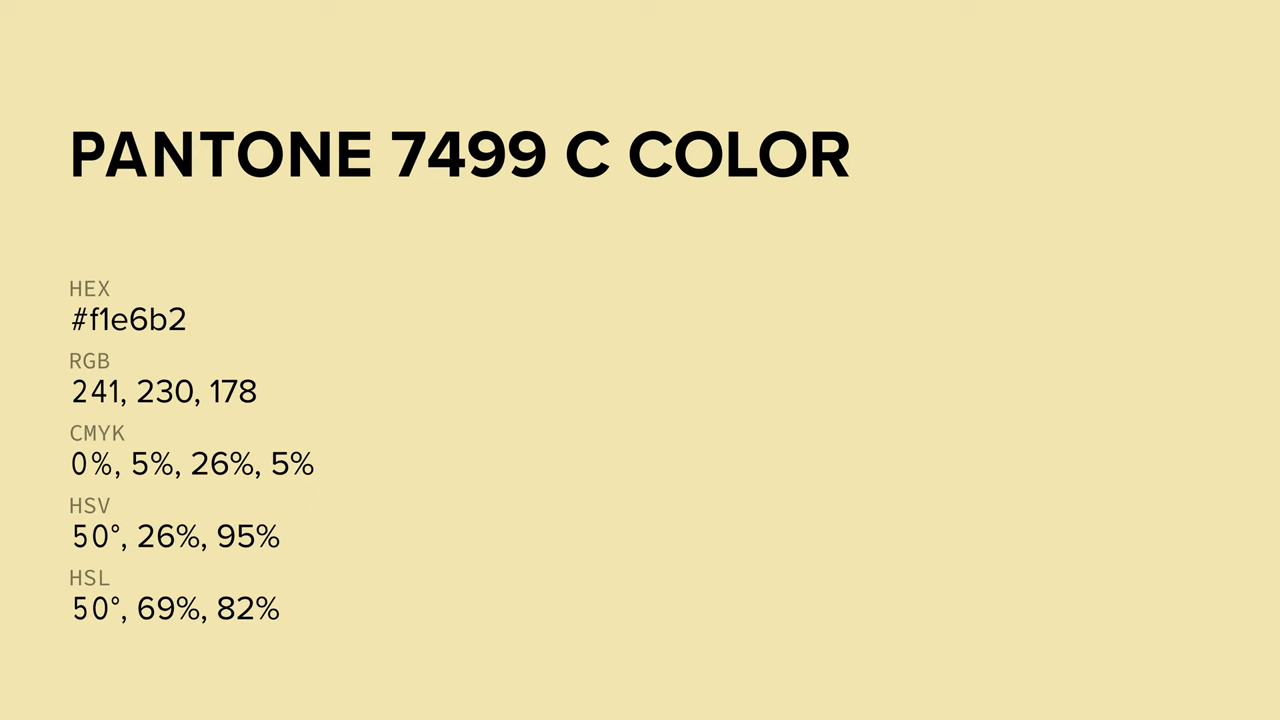 PANTONE 7499 C COLOR
HEX
#f1e6b2
RGB
241, 230, 178
CMYK
0%, 5%, 26%, 5%
HSV
50°, 26%, 95%
HSL
50°, 69%, 82%